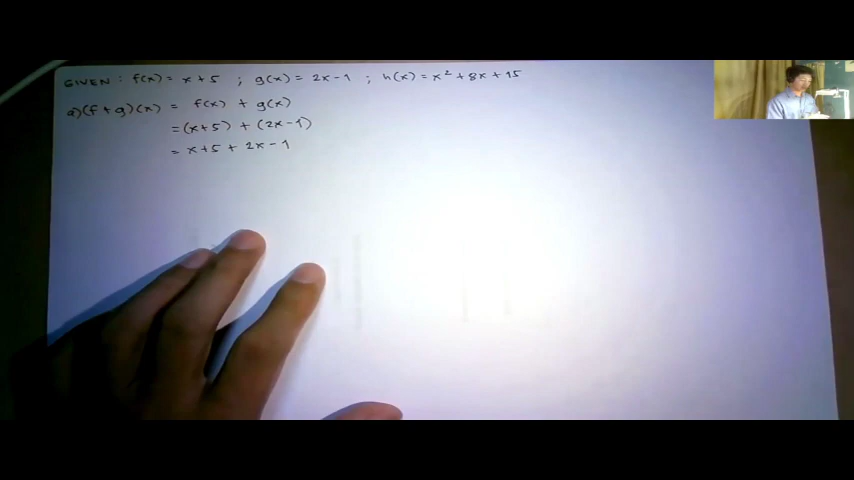 GIVEN : f(x) = x + 5 ; g(x) = 2x - 1 ; h(x) = x² + 8x + 15
a) (f + g)(x) = f(x) + g(x)
= (x+5) + (2x - 1)
= x + 5 + 2x - 1